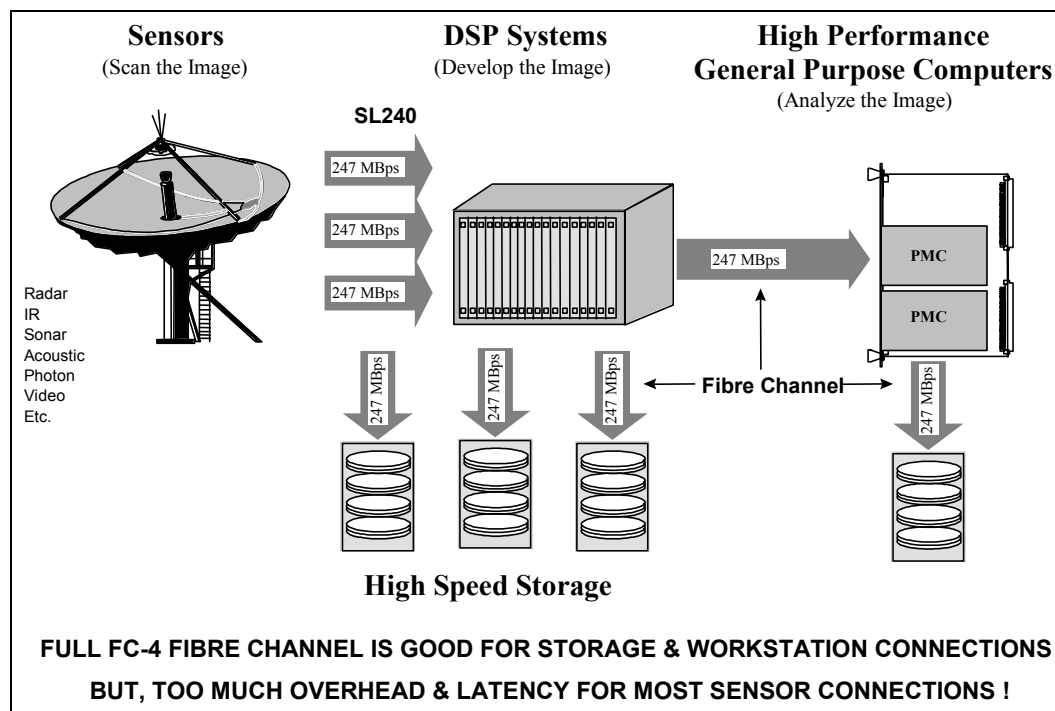 Sensors
(Scan the Image)
DSP Systems
(Develop the Image)
High Performance
General Purpose Computers
(Analyze the Image)
SL240
247 MBps
247 MBps
247 MBps
247 MBps
PMC
PMC
Radar
IR
Sonar
Acoustic
Photon
Video
Etc.
247 MBps
247 MBps
247 MBps
Fibre Channel
247 MBps
High Speed Storage
FULL FC-4 FIBRE CHANNEL IS GOOD FOR STORAGE & WORKSTATION CONNECTIONS
BUT, TOO MUCH OVERHEAD & LATENCY FOR MOST SENSOR CONNECTIONS !